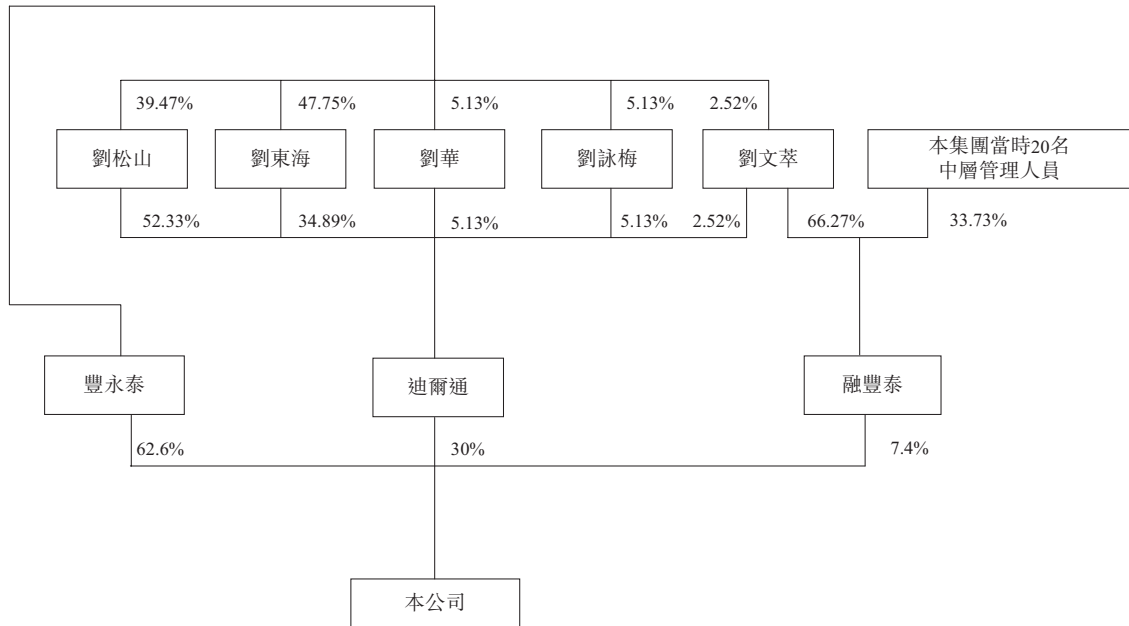 39.47%
47.75%
5.13%
5.13%
2.52%
劉松山
劉東海
劉華
劉詠梅
劉文萃
本集團當時20名
中層管理人員
52.33%
34.89%
5.13%
5.13%
2.52%
66.27%
33.73%
豐永泰
迪爾通
融豐泰
62.6%
30%
7.4%
本公司